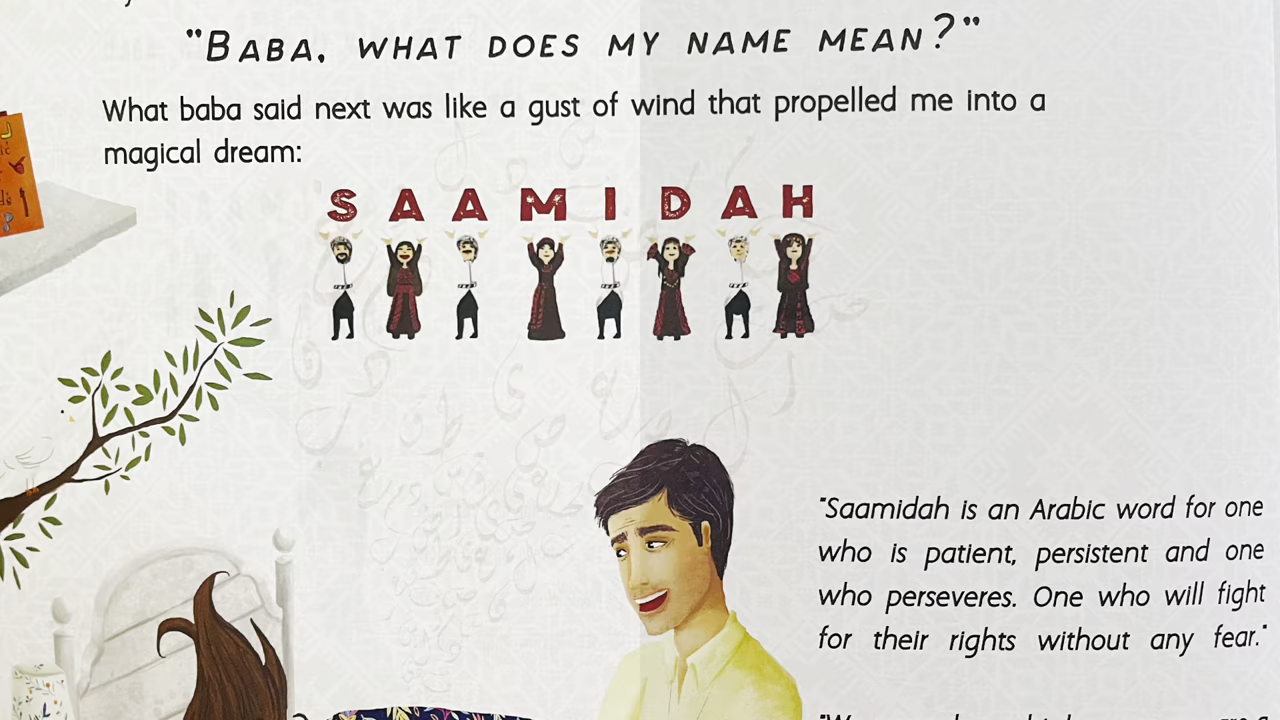 "BABA, WHAT DOES MY NAME MEAN?"
What baba said next was like a gust of wind that propelled me into a
magical dream:
SAAMIDAH
"Saamidah is an Arabic word for one
who is patient, persistent and one
who perseveres. One who will fight
for their rights without any fear."